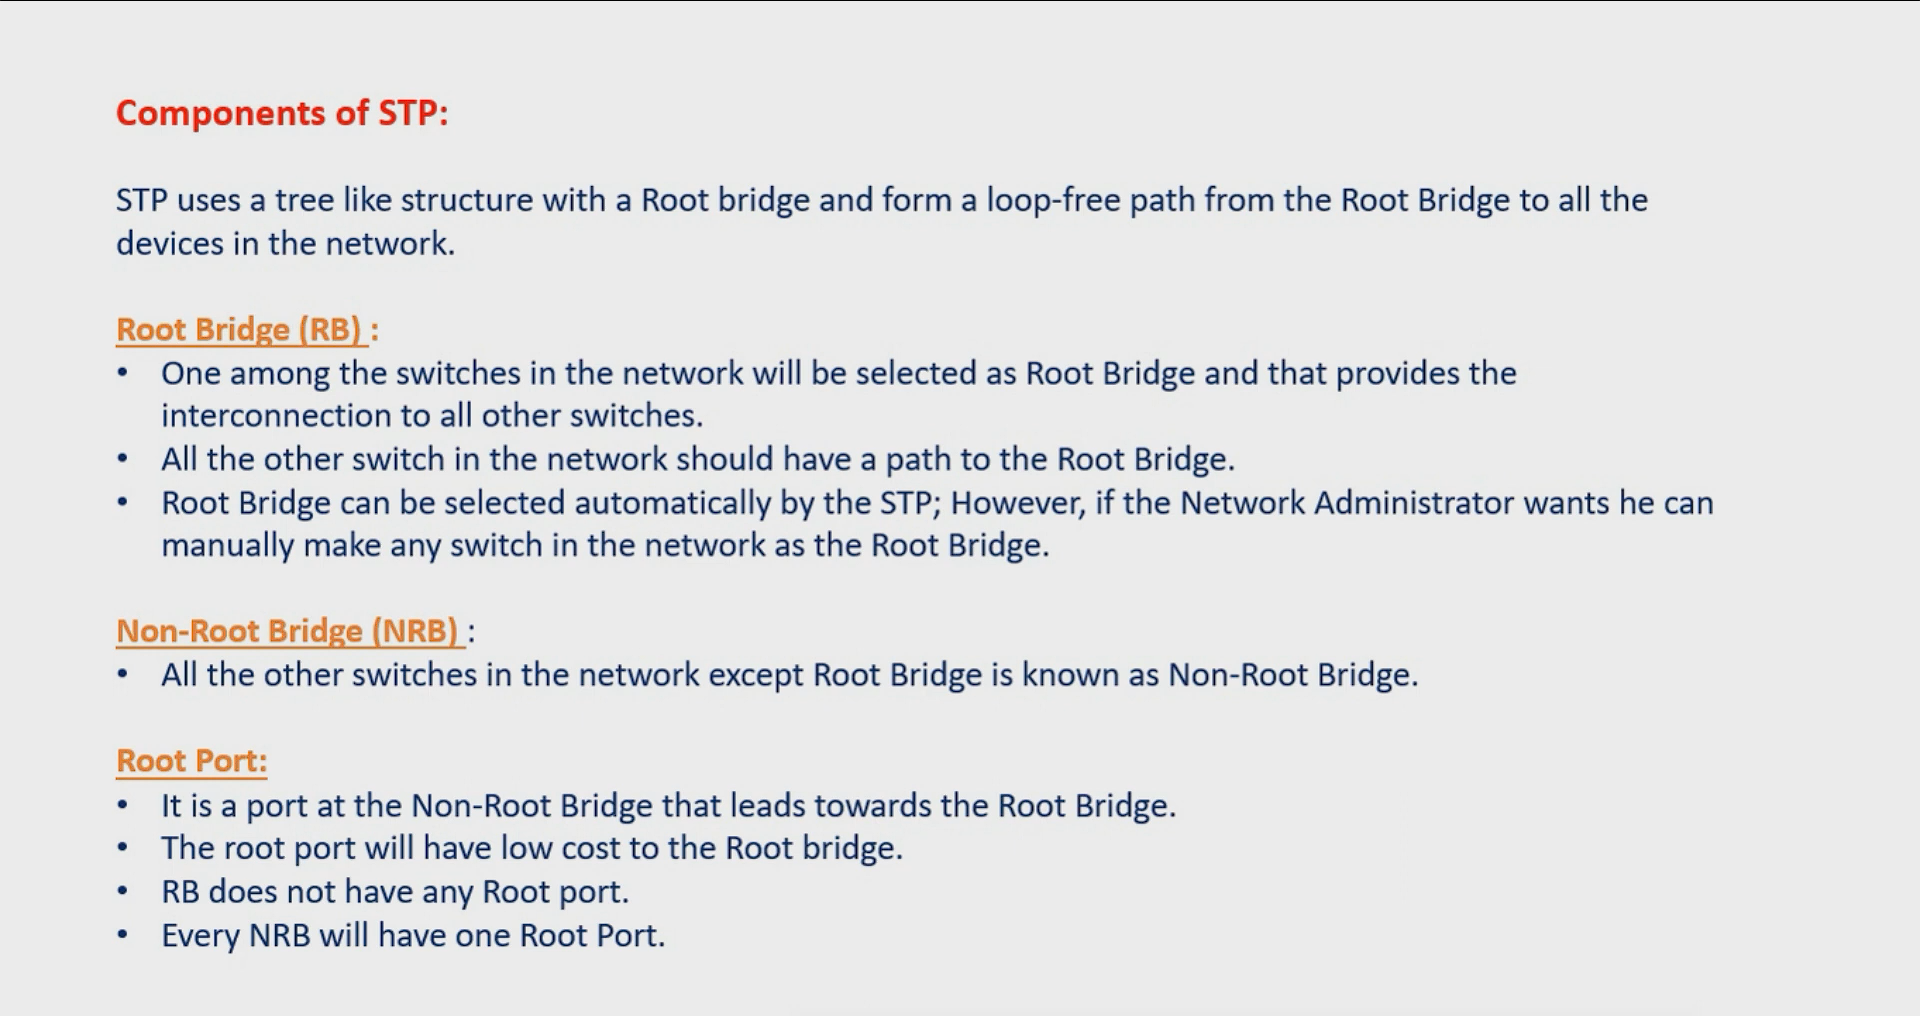 Components of STP:
STP uses a tree like structure with a Root bridge and form a loop-free path from the Root Bridge to all the
devices in the network.
Root Bridge (RB) :
• One among the switches in the network will be selected as Root Bridge and that provides the
interconnection to all other switches.
• All the other switch in the network should have a path to the Root Bridge.
• Root Bridge can be selected automatically by the STP; However, if the Network Administrator wants he can
manually make any switch in the network as the Root Bridge.
Non-Root Bridge (NRB) :
• All the other switches in the network except Root Bridge is known as Non-Root Bridge.
Root Port:
• It is a port at the Non-Root Bridge that leads towards the Root Bridge.
• The root port will have low cost to the Root bridge.
• RB does not have any Root port.
• Every NRB will have one Root Port.